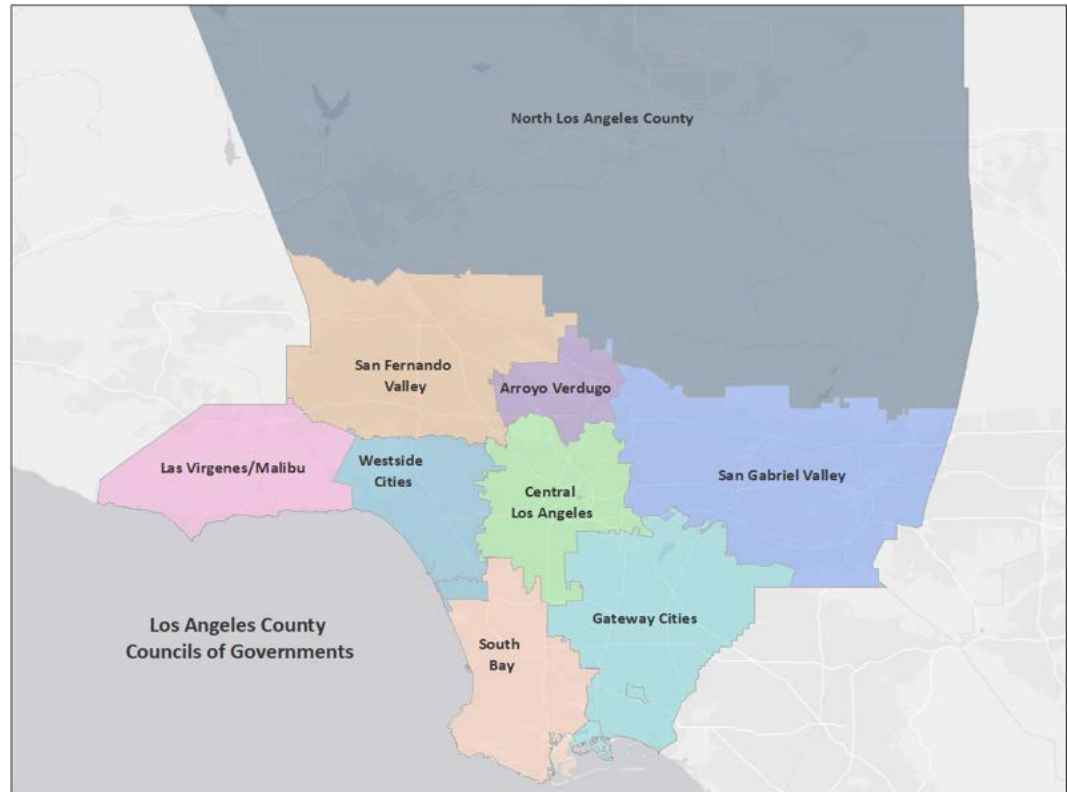 North Los Angeles County
San Fernando
Valley
Arroyo Verdugo
Las Virgenes/Malibu
Westside
Cities
San Gabriel Valley
Central
Los Angeles
Gateway Cities
South
Bay
Los Angeles County
Councils of Governments